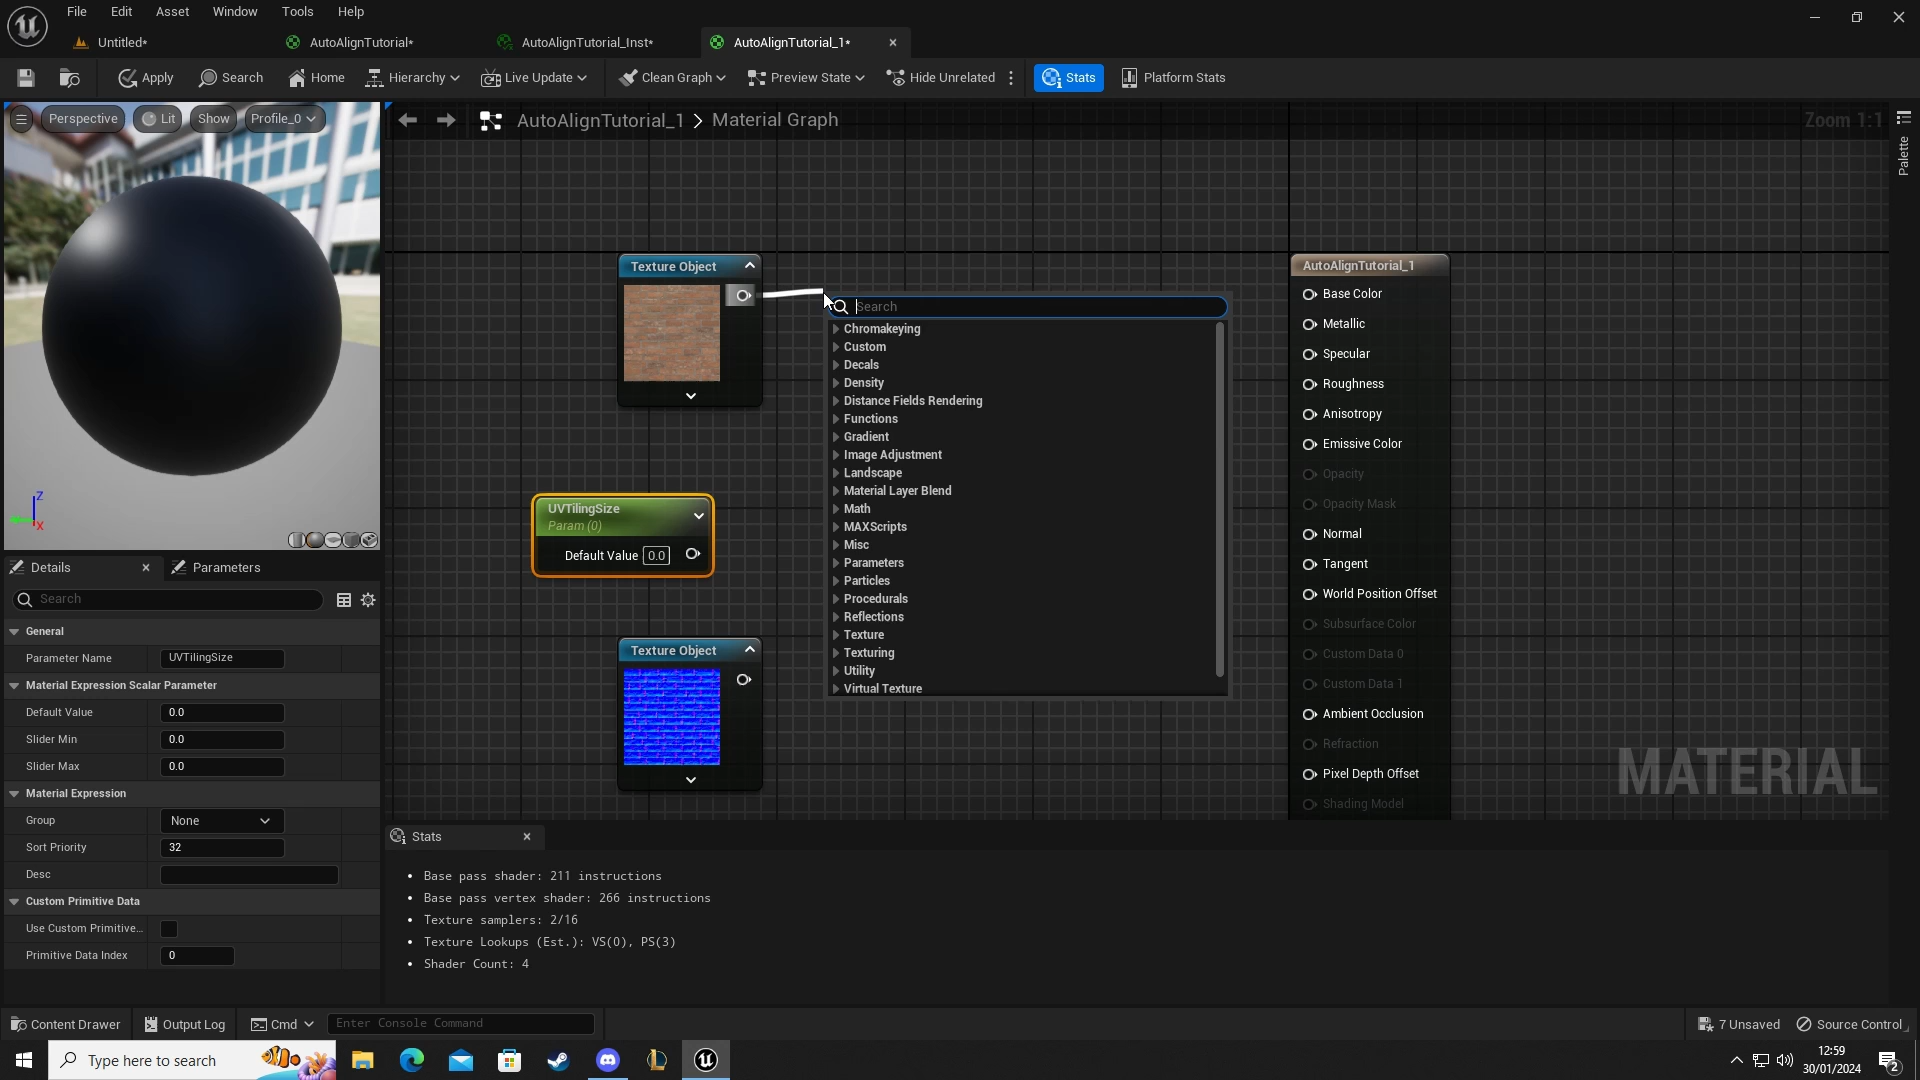 File Edit Asset Window Tools Help
Untitled* AutoAlignTutorial* AutoAlignTutorial_Inst* AutoAlignTutorial_1*
Apply Search Home Hierarchy Live Update Clean Graph Preview State Hide Unrelated Stats Platform Stats
Perspective Lit Show Profile_0
AutoAlignTutorial_1 > Material Graph
Zoom 1:1
Palette
Z
X
Texture Object
Search
Chromakeying
Custom
Decals
Density
Distance Fields Rendering
Functions
Gradient
Image Adjustment
Landscape
Material Layer Blend
Math
MAXScripts
Misc
Parameters
Particles
Procedurals
Reflections
Texture
Texturing
Utility
Virtual Texture
UVTilingSize
Param (0)
Default Value 0.0
Texture Object
AutoAlignTutorial_1
Base Color
Metallic
Specular
Roughness
Anisotropy
Emissive Color
Opacity
Opacity Mask
Normal
Tangent
World Position Offset
Subsurface Color
Custom Data 0
Custom Data 1
Ambient Occlusion
Refraction
Pixel Depth Offset
Shading Model
MATERIAL
Details Parameters
Search
General
Parameter Name UVTilingSize
Material Expression Scalar Parameter
Default Value 0.0
Slider Min 0.0
Slider Max 0.0
Material Expression
Group None
Sort Priority 32
Desc
Custom Primitive Data
Use Custom Primitive...
Primitive Data Index 0
Stats
• Base pass shader: 211 instructions
• Base pass vertex shader: 266 instructions
• Texture samplers: 2/16
• Texture Lookups (Est.): VS(0), PS(3)
• Shader Count: 4
Content Drawer Output Log Cmd Enter Console Command 7 Unsaved Source Control
Type here to search
12:59
30/01/2024
2